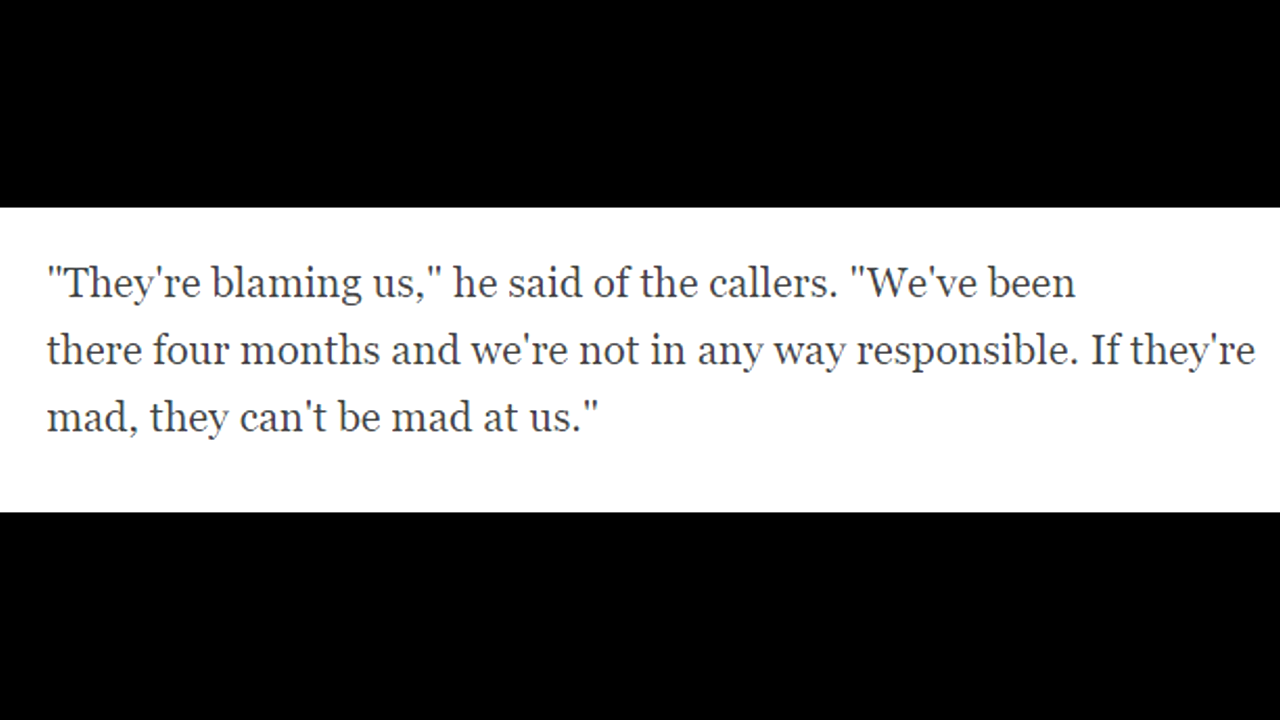 "They're blaming us," he said of the callers. "We've been
there four months and we're not in any way responsible. If they're
mad, they can't be mad at us."